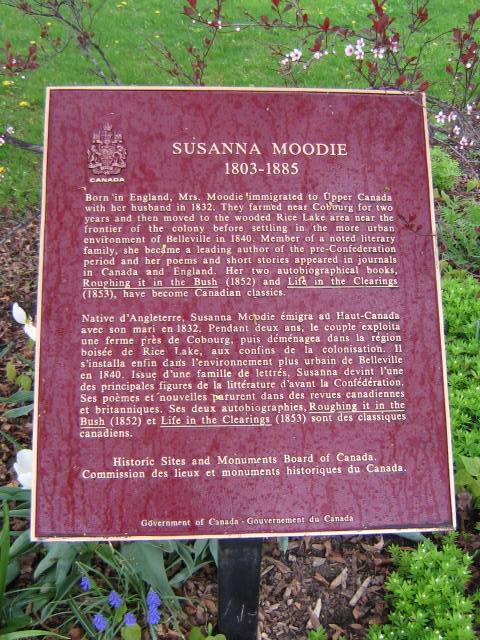 CANADA
SUSANNA MOODIE
1803-1885
Born in England, Mrs. Moodie immigrated to Upper Canada
with her husband in 1832. They farmed near Cobourg for two
years and then moved to the wooded Rice Lake area near the
frontier of the colony before settling in the more urban
environment of Belleville in 1840. Member of a noted literary
family, she became a leading author of the pre-Confederation
period and her poems and short stories appeared in journals
in Canada and England. Her two autobiographical books,
Roughing it in the Bush (1852) and Life in the Clearings
(1853), have become Canadian classics.
Native d'Angleterre, Susanna Moodie émigra au Haut-Canada
avec son mari en 1832. Pendant deux ans, le couple exploita
une ferme près de Cobourg, puis déménagea dans la région
boisée de Rice Lake, aux confins de la colonisation. Il
s'installa enfin dans l'environnement plus urbain de Belleville
en 1840. Issue d'une famille de lettrés, Susanna devint l'une
des principales figures de la littérature d'avant la Confédération.
Ses poèmes et nouvelles parurent dans des revues canadiennes
et britanniques. Ses deux autobiographies, Roughing it in the
Bush (1852) et Life in the Clearings (1853) sont des classiques
canadiens.
Historic Sites and Monuments Board of Canada.
Commission des lieux et monuments historiques du Canada.
Government of Canada - Gouvernement du Canada